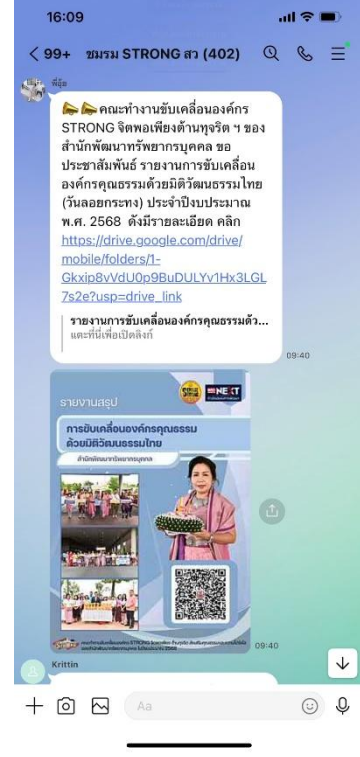 16:09
99+ ชมรม STRONG สว (402)
พี่อุ้ย
คณะทำงานขับเคลื่อนองค์กร
STRONG จิตพอเพียงต้านทุจริต ฯ ของ
สำนักพัฒนาทรัพยากรบุคคล ขอ
ประชาสัมพันธ์ รายงานการขับเคลื่อน
องค์กรคุณธรรมด้วยมิติวัฒนธรรมไทย
(วันลอยกระทง) ประจำปีงบประมาณ
พ.ศ. 2568 ดังมีรายละเอียด คลิก
https://drive.google.com/drive/
mobile/folders/1-
Gkxip8vVdU0p9BuDULYv1Hx3LGL
7s2e?usp=drive_link
รายงานการขับเคลื่อนองค์กรคุณธรรมด้ว...
แตะที่นี่เพื่อเปิดลิงก์
09:40
NEXT
รายงานสรุป
การขับเคลื่อนองค์กรคุณธรรม
ด้วยมิติวัฒนธรรมไทย
สำนักพัฒนาทรัพยากรบุคคล
09:40
Krittin
Aa